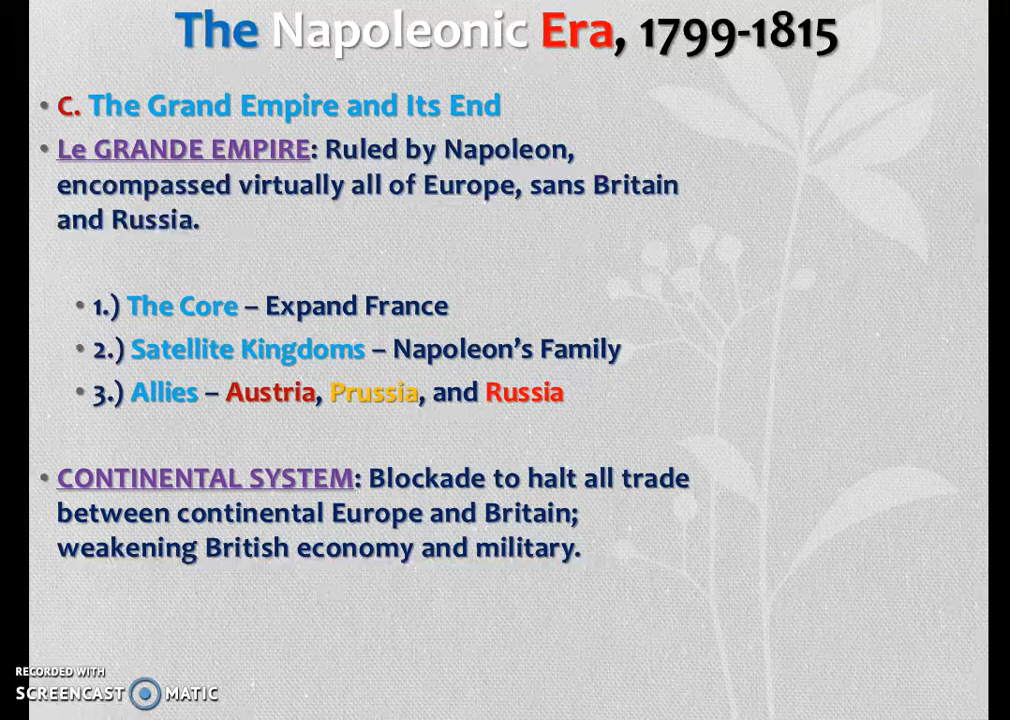 The Napoleonic Era, 1799-1815
• C. The Grand Empire and Its End
• Le GRANDE EMPIRE: Ruled by Napoleon,
encompassed virtually all of Europe, sans Britain
and Russia.
• 1.) The Core – Expand France
• 2.) Satellite Kingdoms – Napoleon's Family
• 3.) Allies – Austria, Prussia, and Russia
• CONTINENTAL SYSTEM: Blockade to halt all trade
between continental Europe and Britain;
weakening British economy and military.
RECORDED WITH
SCREENCAST MATIC